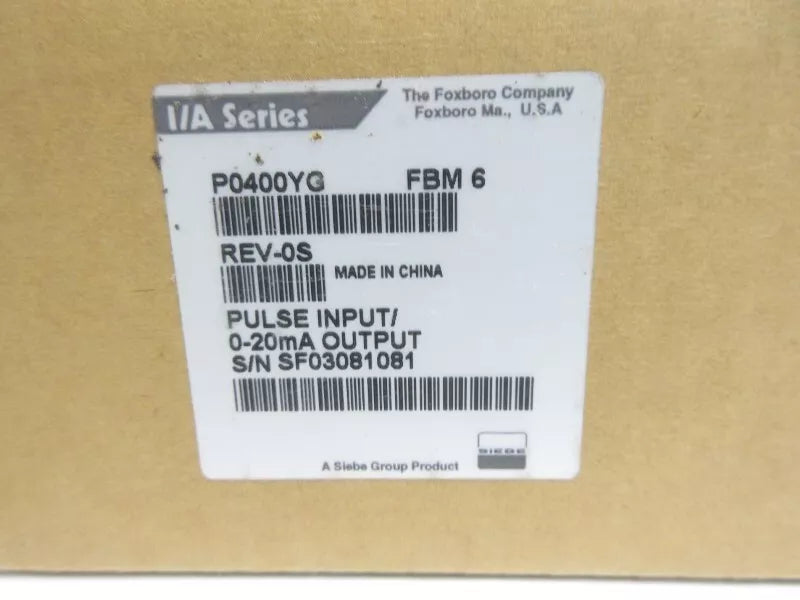 I/A Series
The Foxboro Company
Foxboro Ma., U.S.A
P0400YG FBM 6
REV-0S
MADE IN CHINA
PULSE INPUT/
0-20mA OUTPUT
S/N SF03081081
A Siebe Group Product
SIEBE